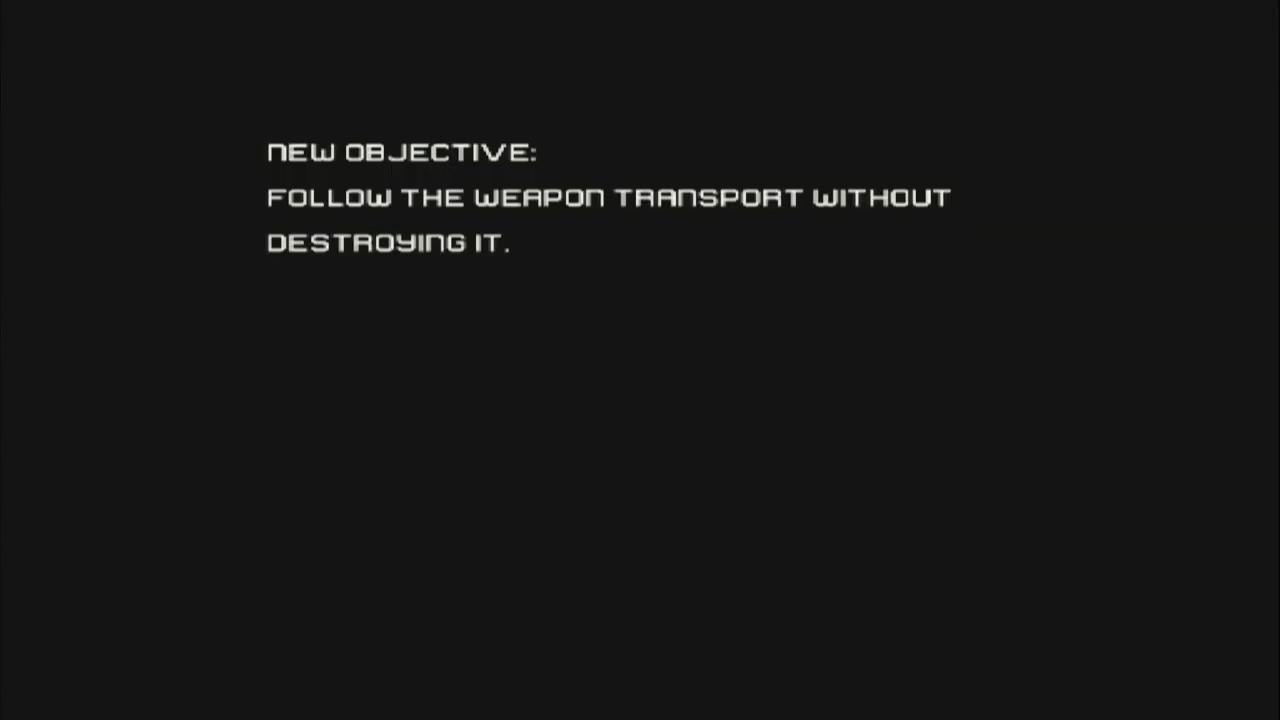 NEW OBJECTIVE:
FOLLOW THE WEAPON TRANSPORT WITHOUT
DESTROYING IT.